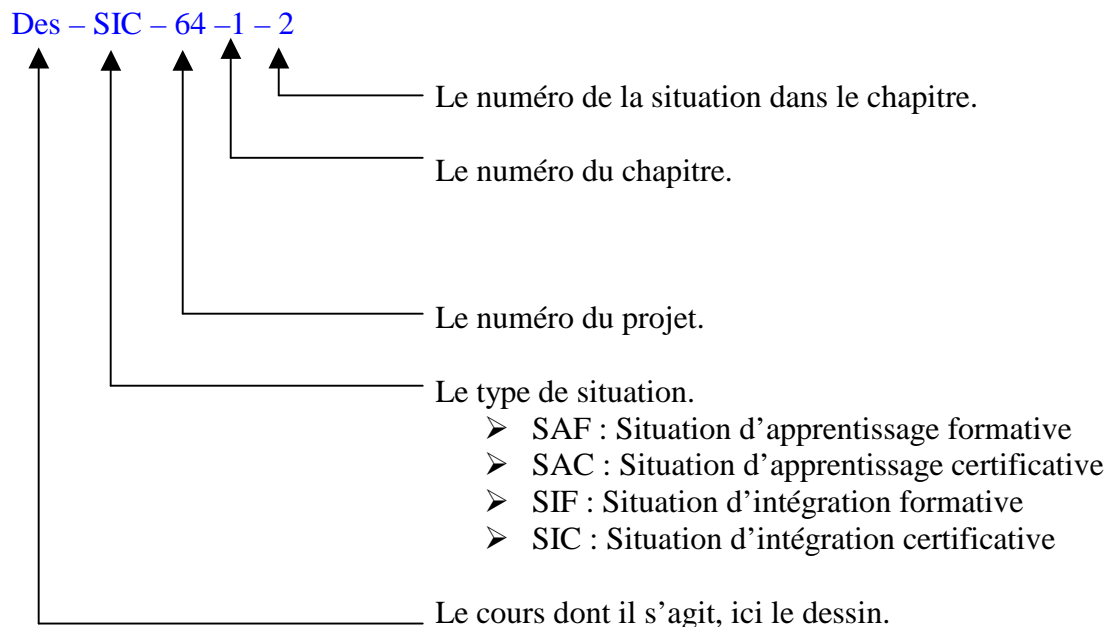 Des – SIC – 64 –1 – 2
Le numéro de la situation dans le chapitre.
Le numéro du chapitre.
Le numéro du projet.
Le type de situation.
➢ SAF : Situation d’apprentissage formative
➢ SAC : Situation d’apprentissage certificative
➢ SIF : Situation d’intégration formative
➢ SIC : Situation d’intégration certificative
Le cours dont il s’agit, ici le dessin.